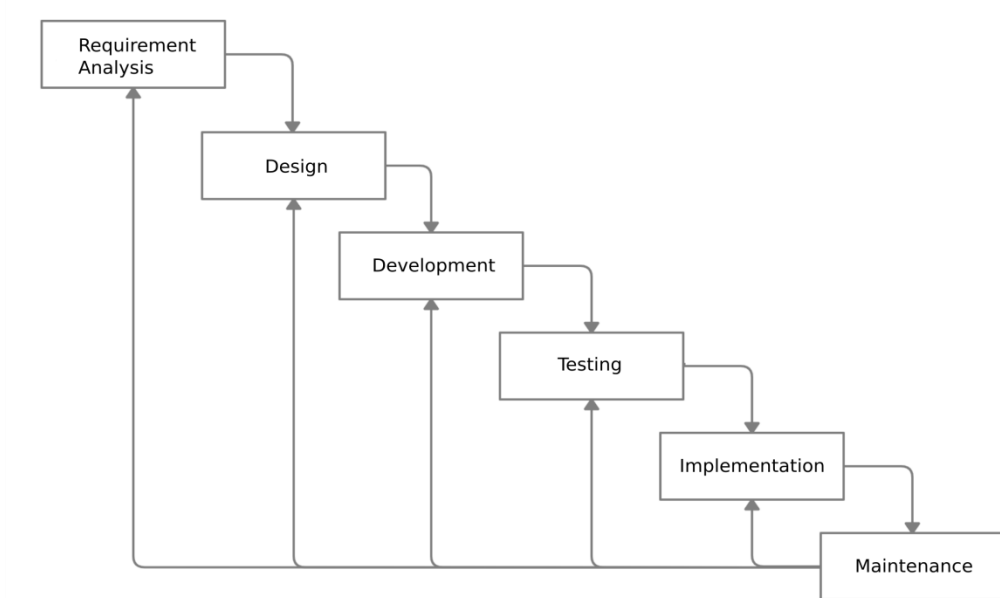 Requirement
Analysis
Design
Development
Testing
Implementation
Maintenance